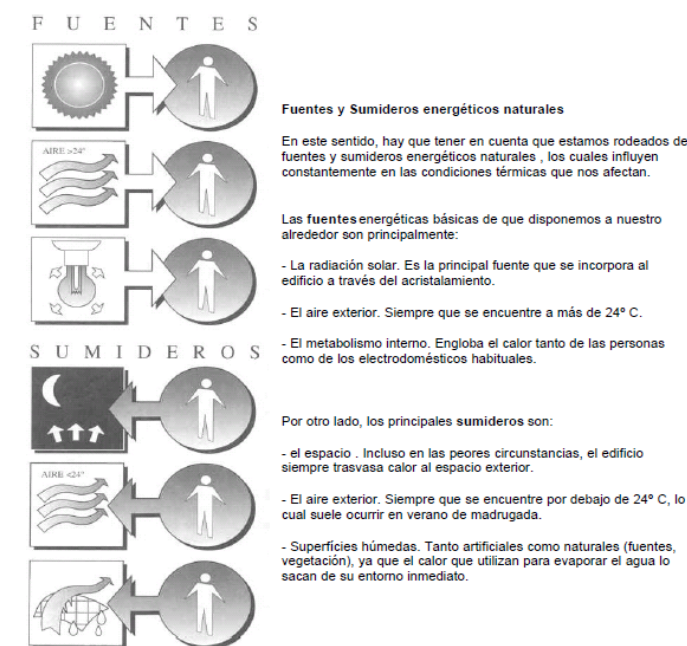 F U E N T E S
AIRE >24°
S U M I D E R O S
AIRE <24°
Fuentes y Sumideros energéticos naturales
En este sentido, hay que tener en cuenta que estamos rodeados de
fuentes y sumideros energéticos naturales , los cuales influyen
constantemente en las condiciones térmicas que nos afectan.
Las fuentes energéticas básicas de que disponemos a nuestro
alrededor son principalmente:
- La radiación solar. Es la principal fuente que se incorpora al
edificio a través del acristalamiento.
- El aire exterior. Siempre que se encuentre a más de 24º C.
- El metabolismo interno. Engloba el calor tanto de las personas
como de los electrodomésticos habituales.
Por otro lado, los principales sumideros son:
- el espacio . Incluso en las peores circunstancias, el edificio
siempre trasvasa calor al espacio exterior.
- El aire exterior. Siempre que se encuentre por debajo de 24º C, lo
cual suele ocurrir en verano de madrugada.
- Superfícies húmedas. Tanto artificiales como naturales (fuentes,
vegetación), ya que el calor que utilizan para evaporar el agua lo
sacan de su entorno inmediato.